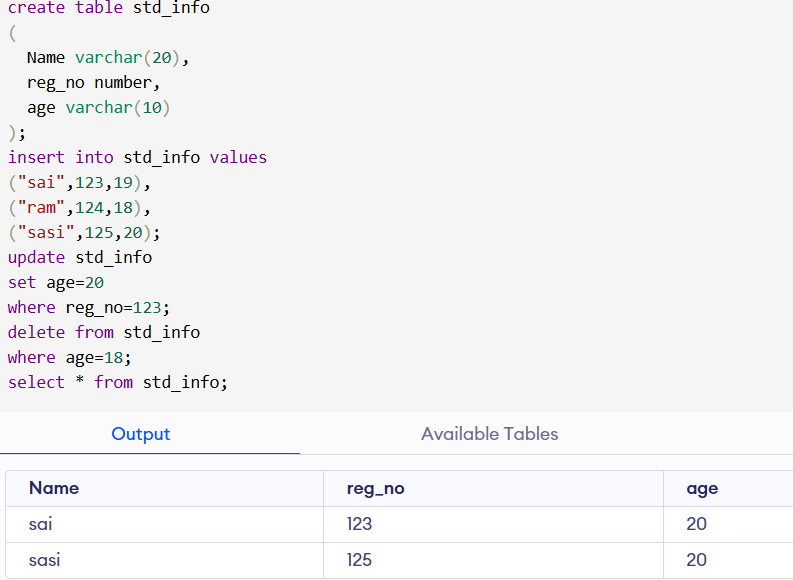 create table std_info
(
  Name varchar(20),
  reg_no number,
  age varchar(10)
);
insert into std_info values
("sai",123,19),
("ram",124,18),
("sasi",125,20);
update std_info
set age=20
where reg_no=123;
delete from std_info
where age=18;
select * from std_info;
Output Available Tables
Name reg_no age
sai 123 20
sasi 125 20